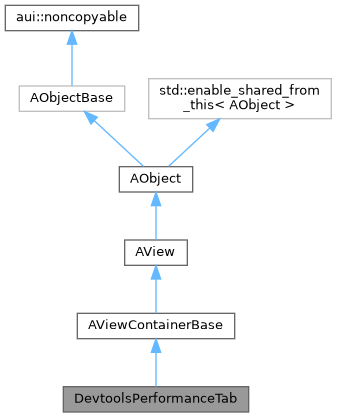 aui::noncopyable
AObjectBase
std::enable_shared_from
_this< AObject >
AObject
AView
AViewContainerBase
DevtoolsPerformanceTab